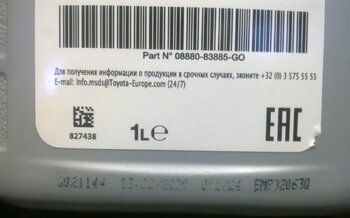 Part N° 08880-83885-GO
Для получения информации о продукции в срочных случаях, звоните +32 (0) 3 575 55 55
E-mail: Info.msds@Toyota-Europe.com (24/7)
827438
1L℮
EAC